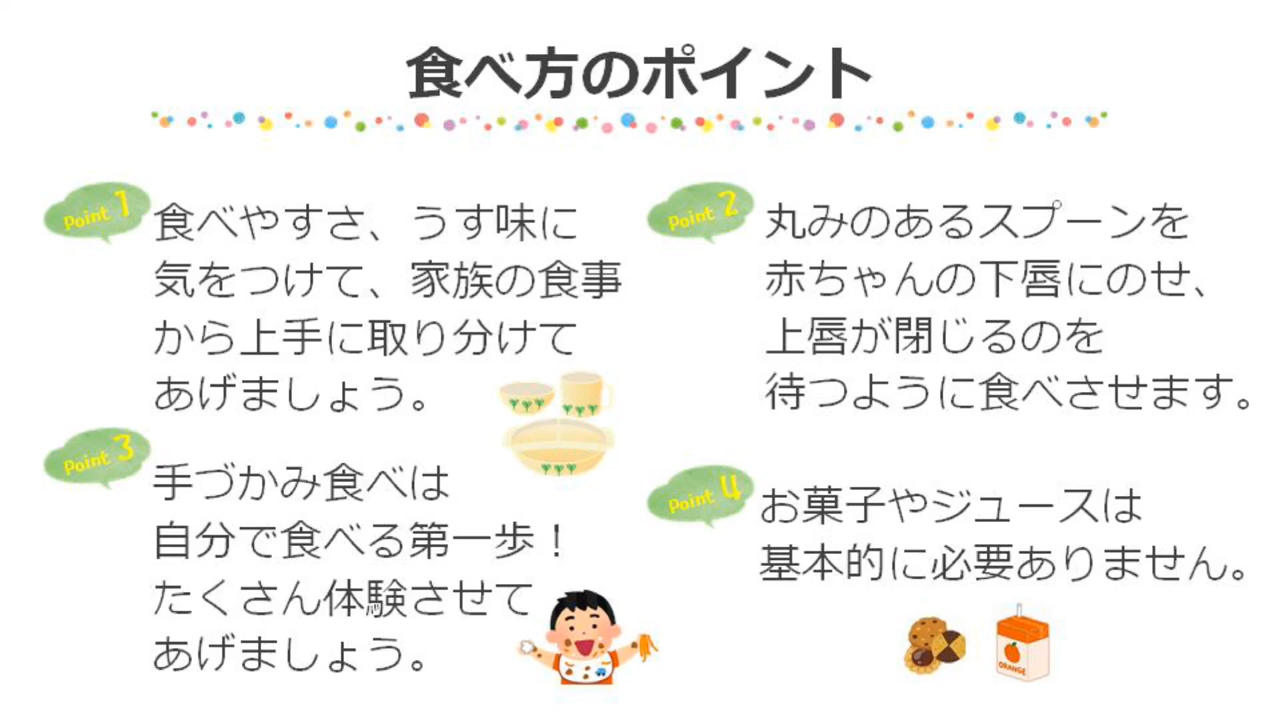 食べ方のポイント
Point 1
食べやすさ、うす味に
気をつけて、家族の食事
から上手に取り分けて
あげましょう。
Point 2
丸みのあるスプーンを
赤ちゃんの下唇にのせ、
上唇が閉じるのを
待つように食べさせます。
Point 3
手づかみ食べは
自分で食べる第一歩！
たくさん体験させて
あげましょう。
Point 4
お菓子やジュースは
基本的に必要ありません。
ORANGE